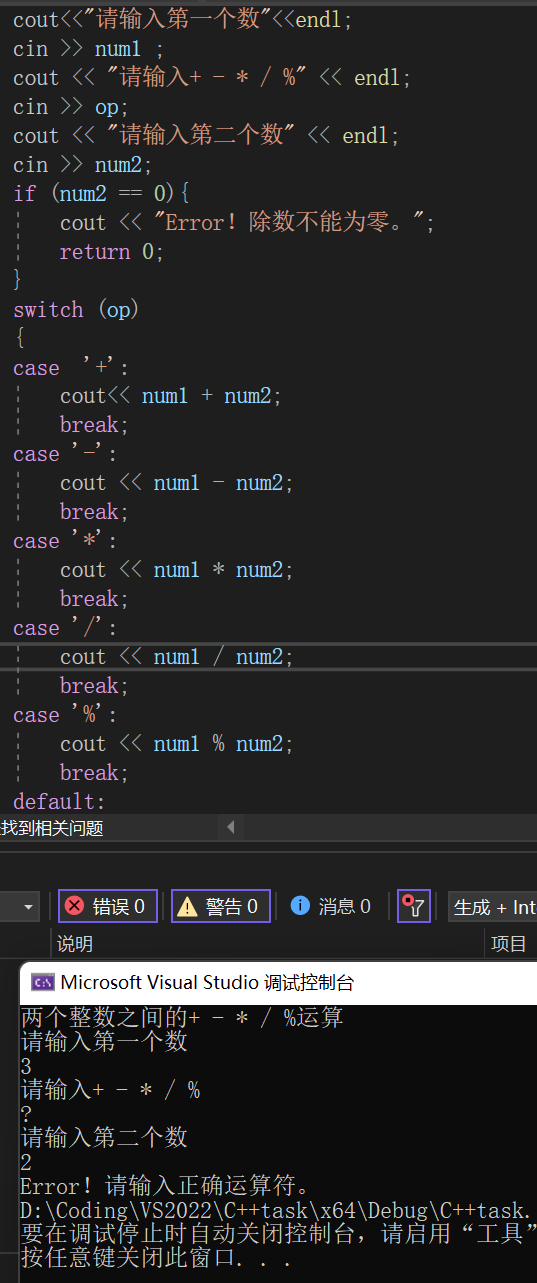 cout<<"请输入第一个数"<<endl;
cin >> num1 ;
cout << "请输入+ - * / %" << endl;
cin >> op;
cout << "请输入第二个数" << endl;
cin >> num2;
if (num2 == 0){
cout << "Error! 除数不能为零。";
return 0;
}
switch (op)
{
case  '+':
cout<< num1 + num2;
break;
case '-':
cout << num1 - num2;
break;
case '*':
cout << num1 * num2;
break;
case '/':
cout << num1 / num2;
break;
case '%':
cout << num1 % num2;
break;
default:
找到相关问题
错误 0 警告 0 消息 0 生成 + Int
说明 项目
Microsoft Visual Studio 调试控制台
两个整数之间的+ - * / %运算
请输入第一个数
3
请输入+ - * / %
?
请输入第二个数
2
Error! 请输入正确运算符。
D:\Coding\VS2022\C++task\x64\Debug\C++task.
要在调试停止时自动关闭控制台，请启用“工具”
按任意键关闭此窗口. . .